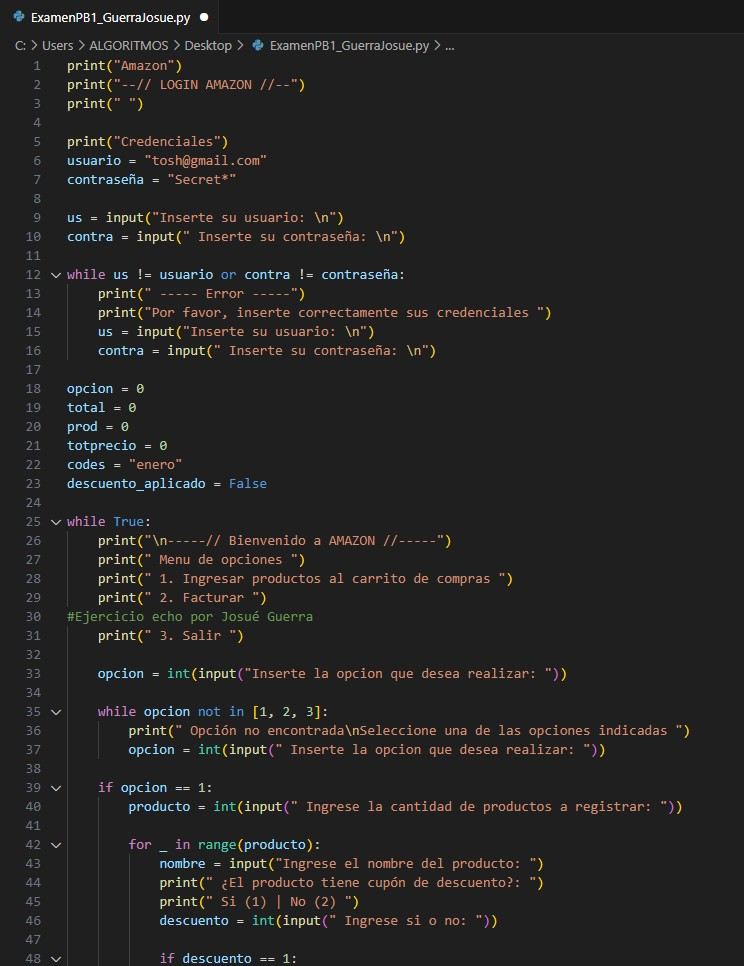 ExamenPB1_GuerraJosue.py
C: > Users > ALGORITMOS > Desktop > ExamenPB1_GuerraJosue.py > ...
1 print("Amazon")
2 print("--// LOGIN AMAZON //--")
3 print(" ")
4
5 print("Credenciales")
6 usuario = "tosh@gmail.com"
7 contraseña = "Secret*"
8
9 us = input("Inserte su usuario: \n")
10 contra = input(" Inserte su contraseña: \n")
11
12 while us != usuario or contra != contraseña:
13     print(" ----- Error -----")
14     print("Por favor, inserte correctamente sus credenciales ")
15     us = input("Inserte su usuario: \n")
16     contra = input(" Inserte su contraseña: \n")
17
18 opcion = 0
19 total = 0
20 prod = 0
21 totprecio = 0
22 codes = "enero"
23 descuento_aplicado = False
24
25 while True:
26     print("\n-----// Bienvenido a AMAZON //-----")
27     print(" Menu de opciones ")
28     print(" 1. Ingresar productos al carrito de compras ")
29     print(" 2. Facturar ")
30 #Ejercicio echo por Josué Guerra
31     print(" 3. Salir ")
32
33     opcion = int(input("Inserte la opcion que desea realizar: "))
34
35     while opcion not in [1, 2, 3]:
36         print(" Opción no encontrada\nSeleccione una de las opciones indicadas ")
37         opcion = int(input(" Inserte la opcion que desea realizar: "))
38
39     if opcion == 1:
40         producto = int(input(" Ingrese la cantidad de productos a registrar: "))
41
42         for _ in range(producto):
43             nombre = input("Ingrese el nombre del producto: ")
44             print(" ¿El producto tiene cupón de descuento?: ")
45             print(" Si (1) | No (2) ")
46             descuento = int(input(" Ingrese si o no: "))
47
48             if descuento == 1: